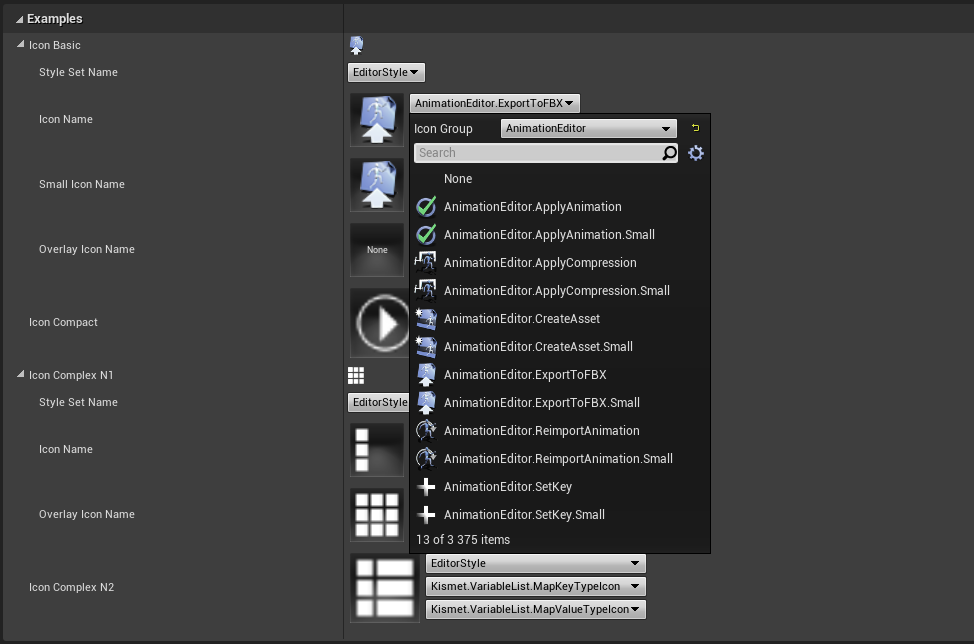 Examples
Icon Basic
Style Set Name
EditorStyle
Icon Name
AnimationEditor.ExportToFBX
Icon Group
AnimationEditor
Search
None
Small Icon Name
AnimationEditor.ApplyAnimation
AnimationEditor.ApplyAnimation.Small
Overlay Icon Name
None
AnimationEditor.ApplyCompression
AnimationEditor.ApplyCompression.Small
Icon Compact
AnimationEditor.CreateAsset
AnimationEditor.CreateAsset.Small
Icon Complex N1
AnimationEditor.ExportToFBX
Style Set Name
EditorStyle
AnimationEditor.ExportToFBX.Small
AnimationEditor.ReimportAnimation
Icon Name
AnimationEditor.ReimportAnimation.Small
AnimationEditor.SetKey
Overlay Icon Name
AnimationEditor.SetKey.Small
13 of 3 375 items
Icon Complex N2
EditorStyle
Kismet.VariableList.MapKeyTypeIcon
Kismet.VariableList.MapValueTypeIcon